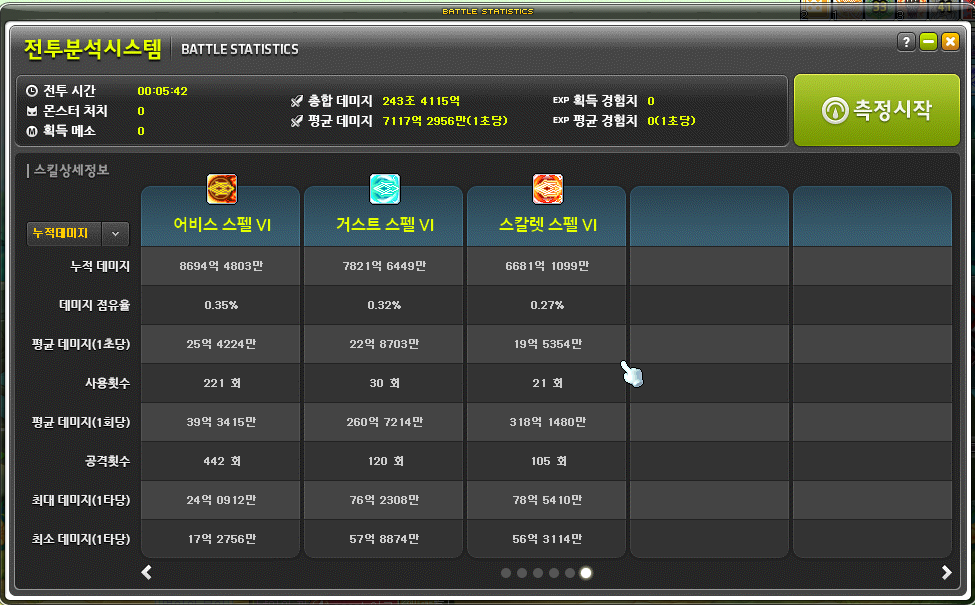 BATTLE STATISTICS
전투분석시스템 BATTLE STATISTICS
전투 시간 00:05:42
몬스터 처치 0
획득 메소 0
총합 데미지 243조 4115억
평균 데미지 7117억 2956만(1초당)
EXP 획득 경험치 0
EXP 평균 경험치 0(1초당)
측정시작
스킬상세정보
어비스 스펠 VI 거스트 스펠 VI 스칼렛 스펠 VI
누적데미지
누적 데미지 8694억 4803만 7821억 6449만 6681억 1099만
데미지 점유율 0.35% 0.32% 0.27%
평균 데미지(1초당) 25억 4224만 22억 8703만 19억 5354만
사용횟수 221 회 30 회 21 회
평균 데미지(1회당) 39억 3415만 260억 7214만 318억 1480만
공격횟수 442 회 120 회 105 회
최대 데미지(1타당) 24억 0912만 76억 2308만 78억 5410만
최소 데미지(1타당) 17억 2756만 57억 8874만 56억 3114만